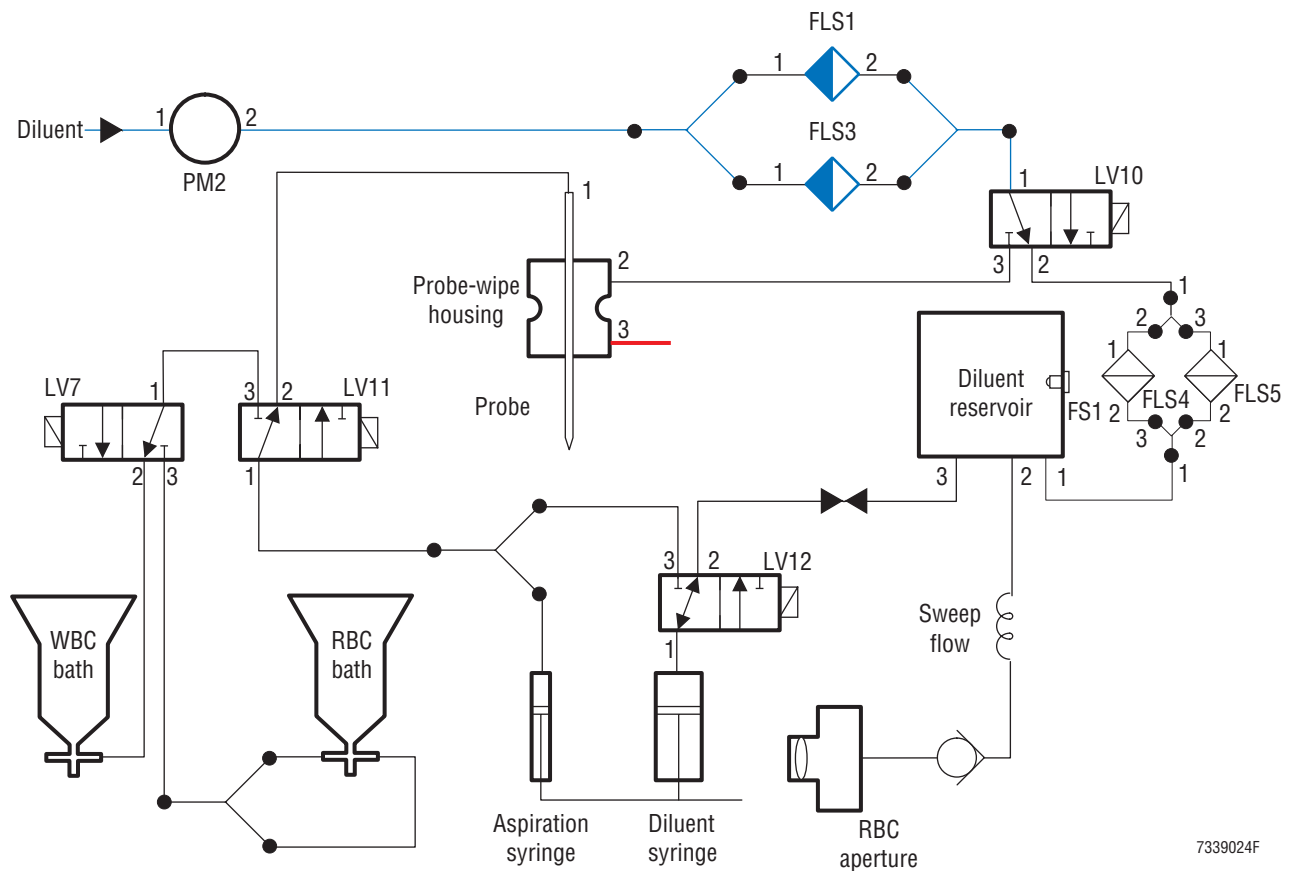 FLS1
1 2
Diluent
1 2
PM2
FLS3
1 2
1
LV10
3 2
1
Probe-wipe
housing
2
3
Probe
1
2 3
1 1
FLS4
FLS5
2 2
3 2
1
Diluent
reservoir
FS1
3 2 1
LV7
1
2 3
3 2
LV11
1
3 2
LV12
1
WBC
bath
RBC
bath
Sweep
flow
Aspiration
syringe
Diluent
syringe
RBC
aperture
7339024F